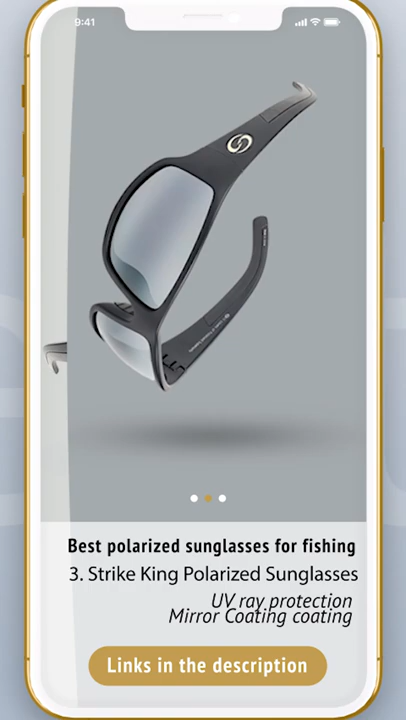 9:41
Best polarized sunglasses for fishing
3. Strike King Polarized Sunglasses
UV ray protection
Mirror Coating coating
Links in the description